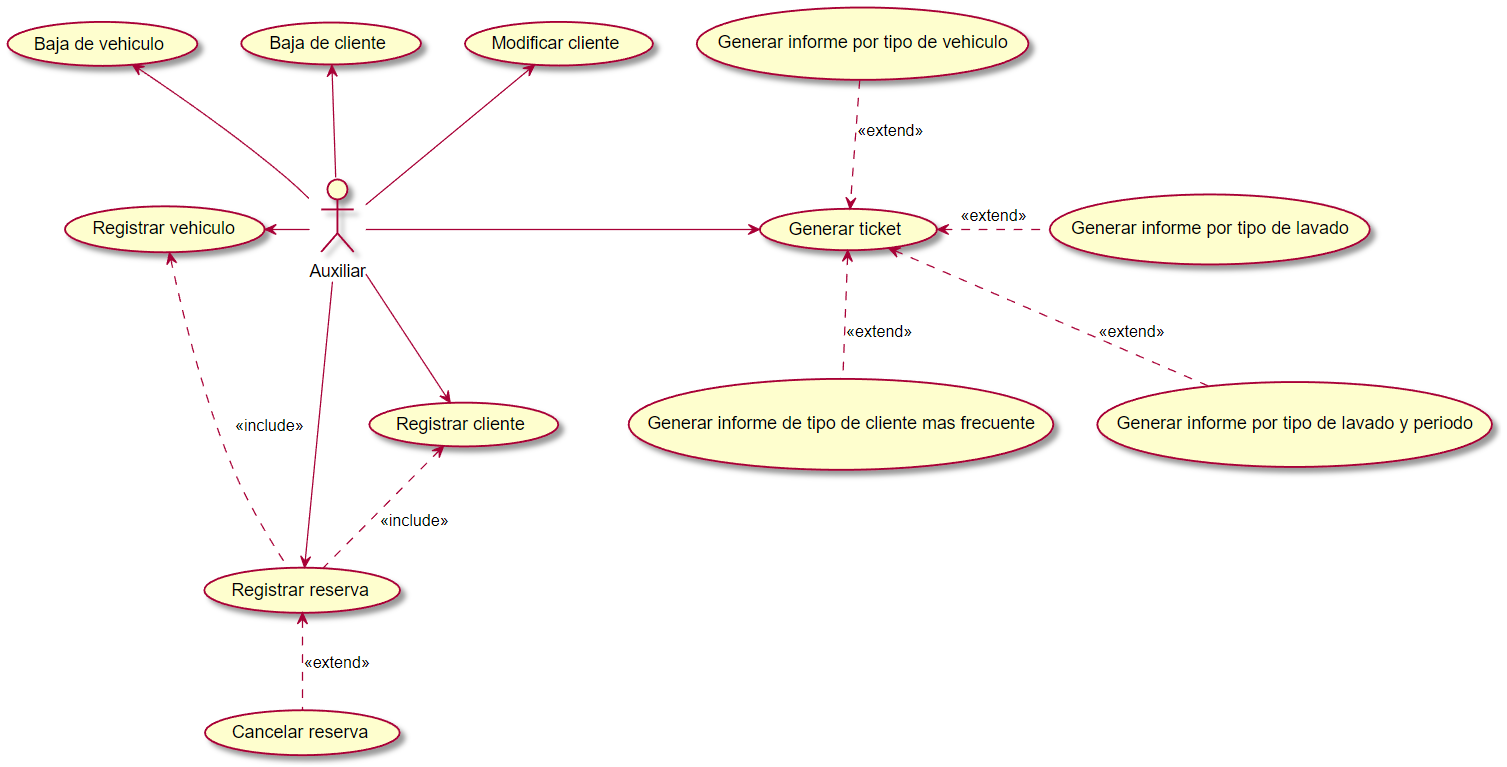 Baja de vehiculo
Baja de cliente
Modificar cliente
Generar informe por tipo de vehiculo
«extend»
Registrar vehiculo
Auxiliar
Generar ticket
«extend»
Generar informe por tipo de lavado
«extend»
«extend»
«include»
Registrar cliente
Generar informe de tipo de cliente mas frecuente
Generar informe por tipo de lavado y periodo
«include»
Registrar reserva
«extend»
Cancelar reserva